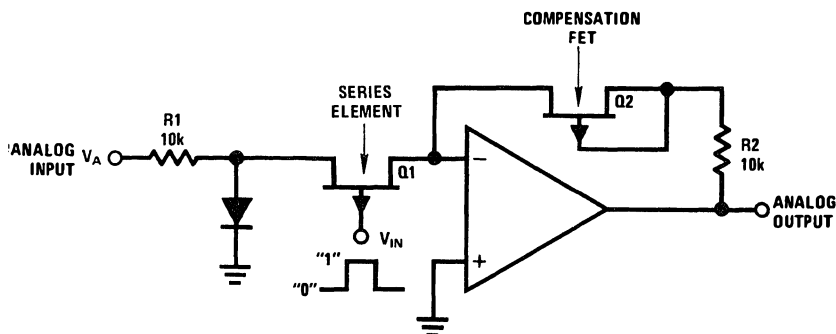 COMPENSATION
FET
SERIES
ELEMENT
Q2
R1
10k
R2
10k
ANALOG
INPUT
VA
Q1
−
ANALOG
OUTPUT
VIN
"1"
"0"
+